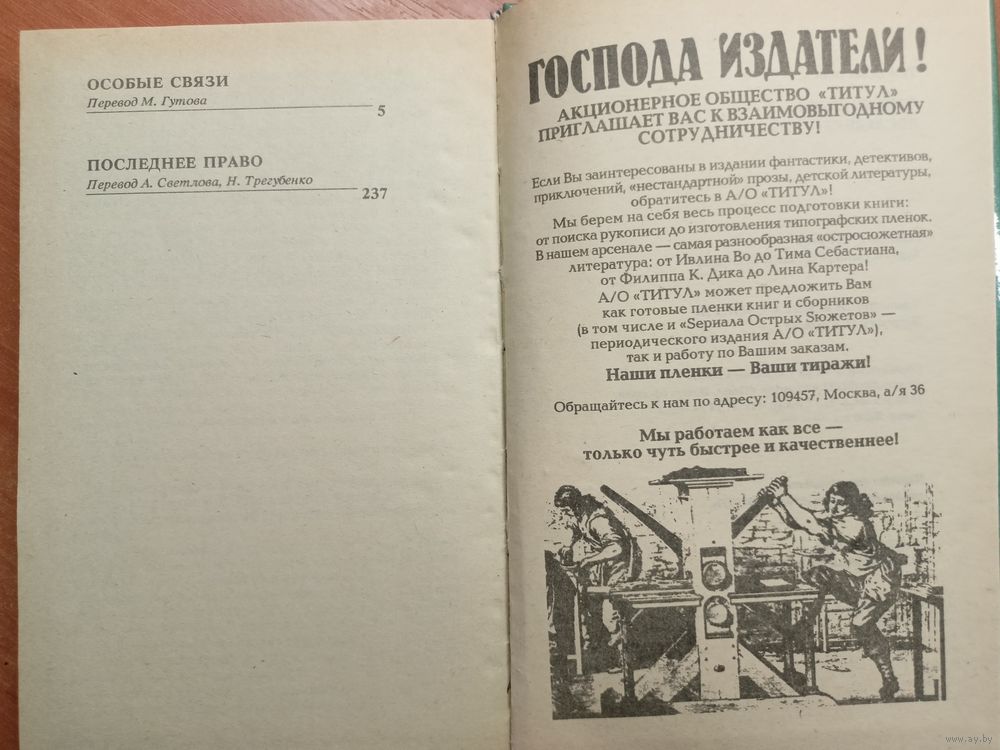 ОСОБЫЕ СВЯЗИ
Перевод М. Гутова
5
ПОСЛЕДНЕЕ ПРАВО
Перевод А. Светлова, Н. Трегубенко
237
ГОСПОДА ИЗДАТЕЛИ!
АКЦИОНЕРНОЕ ОБЩЕСТВО «ТИТУЛ»
ПРИГЛАШАЕТ ВАС К ВЗАИМОВЫГОДНОМУ
СОТРУДНИЧЕСТВУ!
Если Вы заинтересованы в издании фантастики, детективов,
приключений, «нестандартной» прозы, детской литературы,
обратитесь в А/О «ТИТУЛ»!
Мы берем на себя весь процесс подготовки книги:
от поиска рукописи до изготовления типографских пленок.
В нашем арсенале — самая разнообразная «остросюжетная»
литература: от Ивлина Во до Тима Себастиана,
от Филиппа К. Дика до Лина Картера!
А/О «ТИТУЛ» может предложить Вам
как готовые пленки книг и сборников
(в том числе и «Sериала Острых Sюжетов» —
периодического издания А/О «ТИТУЛ»),
так и работу по Вашим заказам.
Наши пленки — Ваши тиражи!
Обращайтесь к нам по адресу: 109457, Москва, а/я 36
Мы работаем как все —
только чуть быстрее и качественнее!
www.ay.by